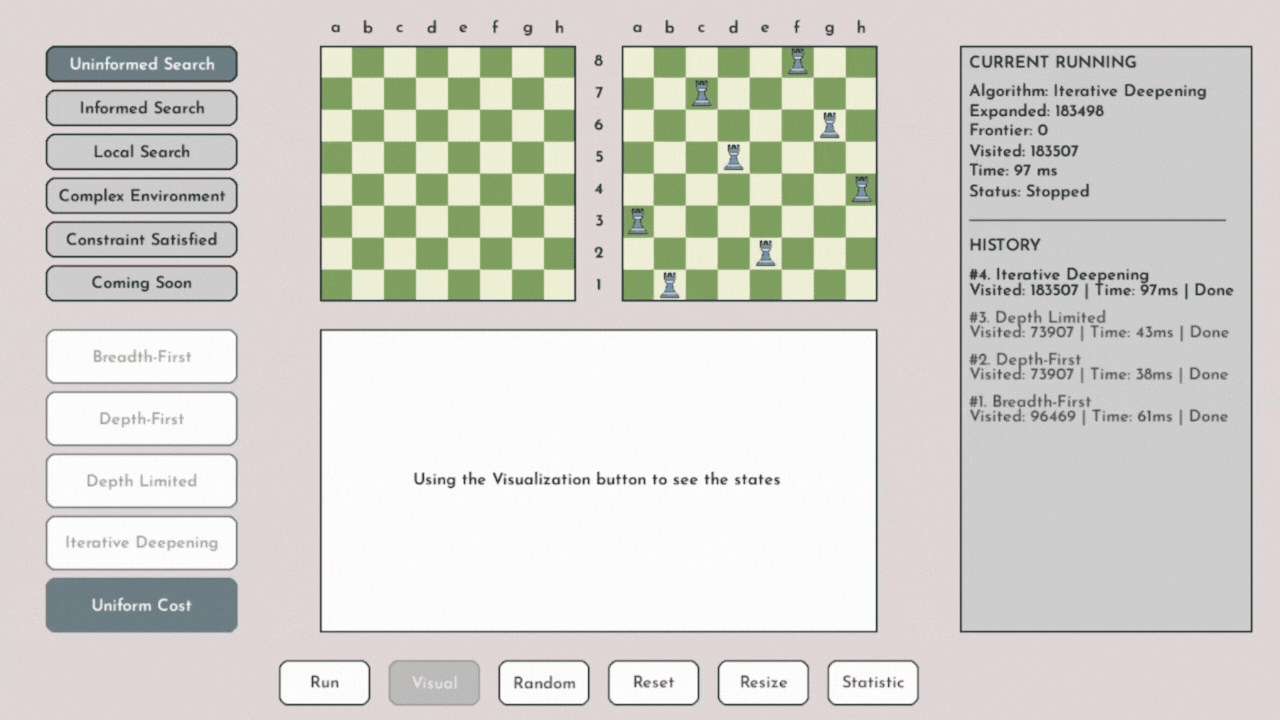 a b c d e f g h
a b c d e f g h
Uninformed Search
Informed Search
Local Search
Complex Environment
Constraint Satisfied
Coming Soon
8
7
6
5
4
3
2
1
Breadth-First
Depth-First
Depth Limited
Iterative Deepening
Uniform Cost
Using the Visualization button to see the states
Run
Visual
Random
Reset
Resize
Statistic
CURRENT RUNNING
Algorithm: Iterative Deepening
Expanded: 183498
Frontier: 0
Visited: 183507
Time: 97 ms
Status: Stopped
HISTORY
#4. Iterative Deepening
Visited: 183507 | Time: 97ms | Done
#3. Depth Limited
Visited: 73907 | Time: 43ms | Done
#2. Depth-First
Visited: 73907 | Time: 38ms | Done
#1. Breadth-First
Visited: 96469 | Time: 61ms | Done